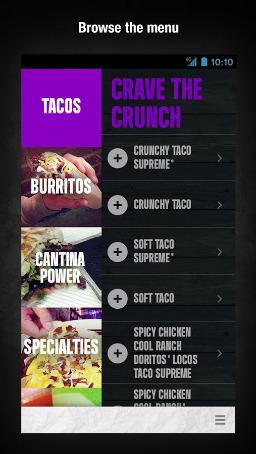 Browse the menu
10:10
TACOS
CRAVE THE
CRUNCH
CRUNCHY TACO
SUPREME®
BURRITOS
CRUNCHY TACO
CANTINA
POWER
SOFT TACO
SUPREME®
SOFT TACO
SPECIALTIES
SPICY CHICKEN
COOL RANCH
DORITOS® LOCOS
TACO SUPREME
SPICY CHICKEN
COOL RANCH